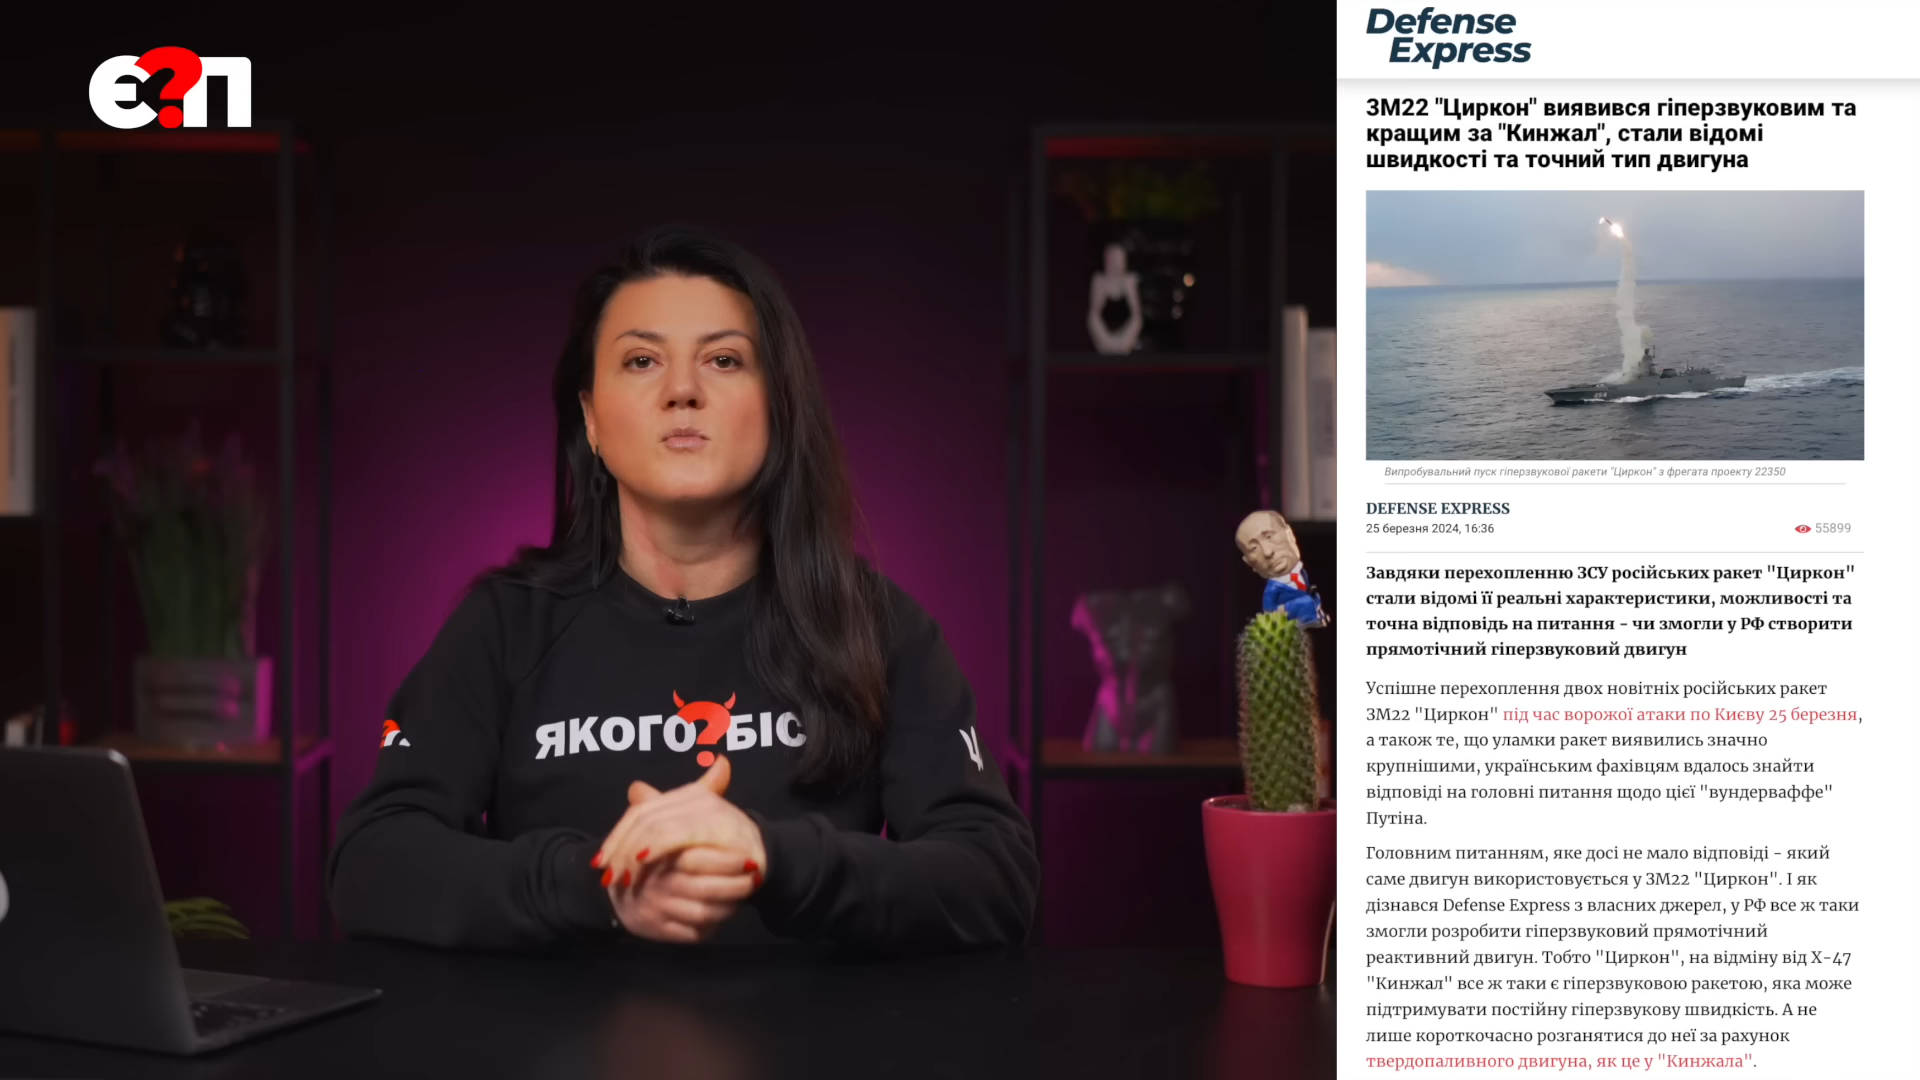 Є?П
ЯКОГО?БІС
Defense
Express
3М22 "Циркон" виявився гіперзвуковим та
кращим за "Кинжал", стали відомі
швидкості та точний тип двигуна
Випробувальний пуск гіперзвукової ракети "Циркон" з фрегата проекту 22350
DEFENSE EXPRESS
25 березня 2024, 16:36
55899
Завдяки перехопленню ЗСУ російських ракет "Циркон"
стали відомі її реальні характеристики, можливості та
точна відповідь на питання - чи змогли у РФ створити
прямотічний гіперзвуковий двигун
Успішне перехоплення двох новітніх російських ракет
3М22 "Циркон" під час ворожої атаки по Києву 25 березня,
а також те, що уламки ракет виявились значно
крупнішими, українським фахівцям вдалось знайти
відповіді на головні питання щодо цієї "вундерваффе"
Путіна.
Головним питанням, яке досі не мало відповіді - який
саме двигун використовується у 3М22 "Циркон". І як
дізнався Defense Express з власних джерел, у РФ все ж таки
змогли розробити гіперзвуковий прямотічний
реактивний двигун. Тобто "Циркон", на відміну від Х-47
"Кинжал" все ж таки є гіперзвуковою ракетою, яка може
підтримувати постійну гіперзвукову швидкість. А не
лише короткочасно розганятися до неї за рахунок
твердопаливного двигуна, як це у "Кинжала".